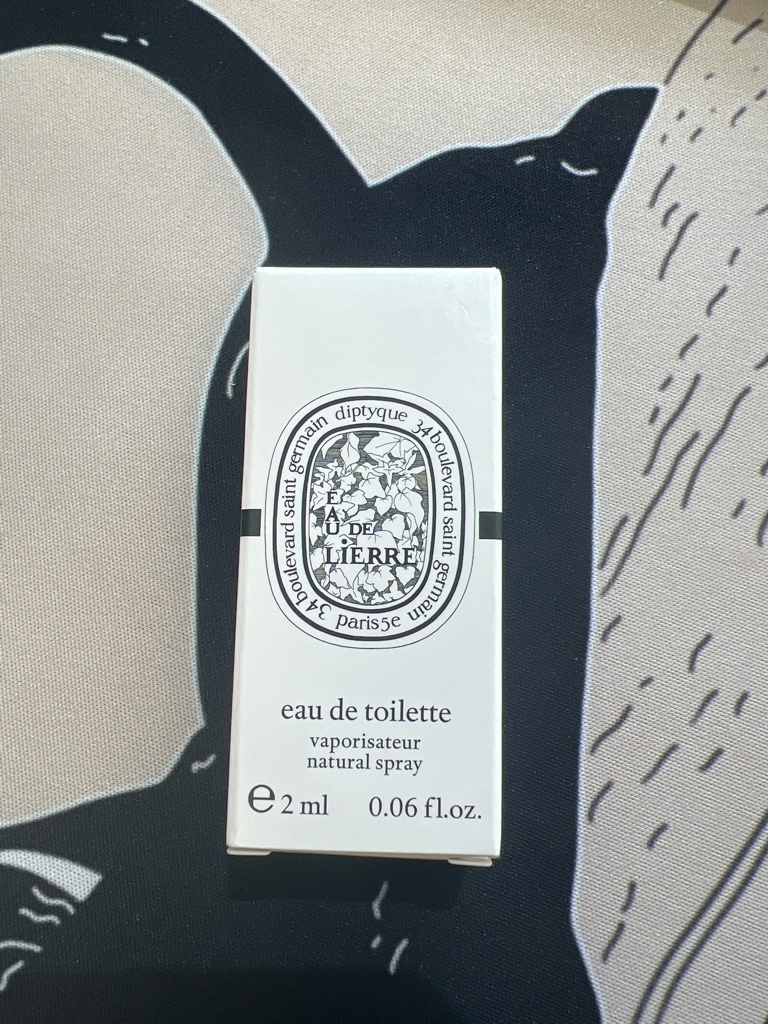 diptyque 34 boulevard saint germain paris5e 34 boulevard saint germain
EAU DE
LiERRE
eau de toilette
vaporisateur
natural spray
e 2 ml 0.06 fl.oz.